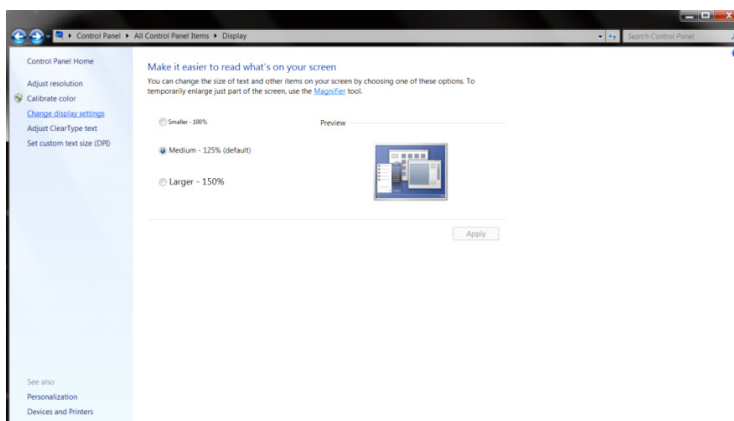 Control Panel ▸ All Control Panel Items ▸ Display
Search Control Panel
Control Panel Home
Adjust resolution
Calibrate color
Change display settings
Adjust ClearType text
Set custom text size (DPI)
Make it easier to read what's on your screen
You can change the size of text and other items on your screen by choosing one of these options. To
temporarily enlarge just part of the screen, use the Magnifier tool.
Smaller - 100%
Preview
Medium - 125% (default)
Larger - 150%
Apply
See also
Personalization
Devices and Printers